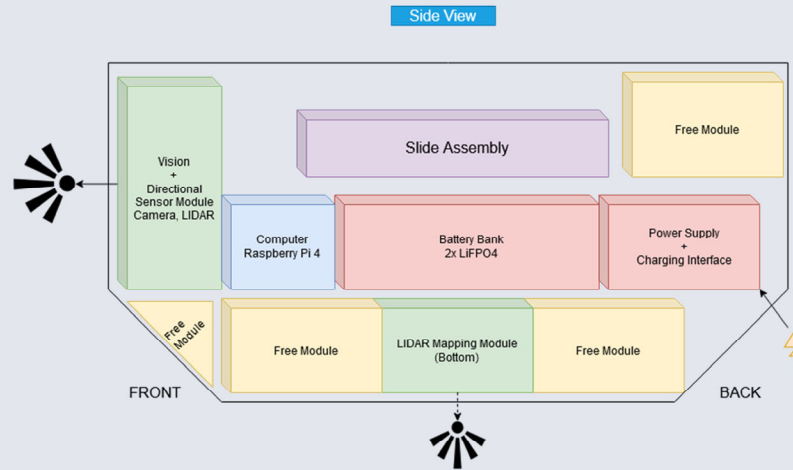 Side View
Vision
+
Directional
Sensor Module
Camera, LIDAR
Slide Assembly
Free Module
Computer
Raspberry Pi 4
Battery Bank
2x LiFPO4
Power Supply
+
Charging Interface
Free
Module
Free Module
LIDAR Mapping Module
(Bottom)
Free Module
FRONT
BACK